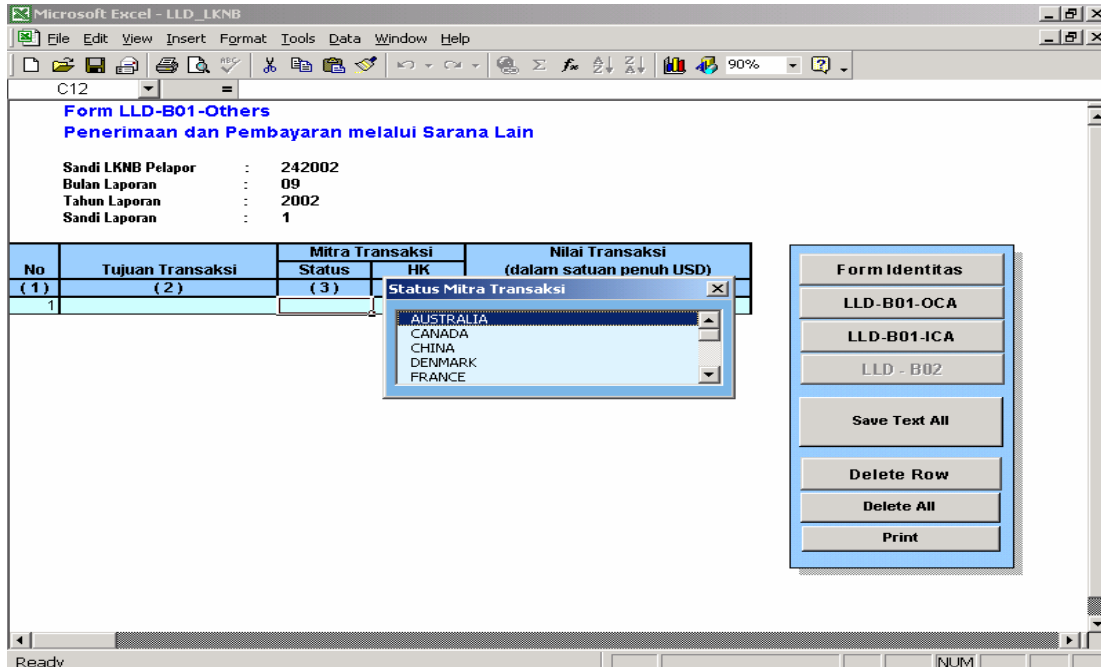 Microsoft Excel - LLD_LKNB
File Edit View Insert Format Tools Data Window Help
90%
C12 =
Form LLD-B01-Others
Penerimaan dan Pembayaran melalui Sarana Lain
Sandi LKNB Pelapor : 242002
Bulan Laporan : 09
Tahun Laporan : 2002
Sandi Laporan : 1
Mitra Transaksi Nilai Transaksi
No Tujuan Transaksi Status HK (dalam satuan penuh USD)
(1) (2) (3)
1
Status Mitra Transaksi
AUSTRALIA
CANADA
CHINA
DENMARK
FRANCE
Form Identitas
LLD-B01-OCA
LLD-B01-ICA
LLD - B02
Save Text All
Delete Row
Delete All
Print
Ready NUM